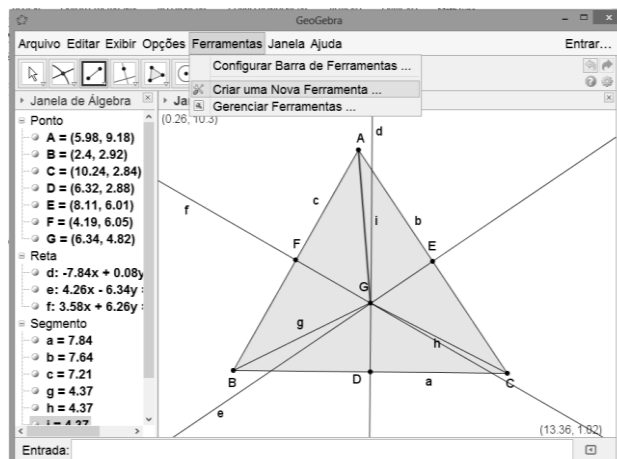 GeoGebra
Arquivo Editar Exibir Opções Ferramentas Janela Ajuda Entrar...
Configurar Barra de Ferramentas ...
Criar uma Nova Ferramenta ...
Gerenciar Ferramentas ...
Janela de Álgebra
Ja
(0.26, 10.3)
Ponto
A = (5.98, 9.18)
B = (2.4, 2.92)
C = (10.24, 2.84)
D = (6.32, 2.88)
E = (8.11, 6.01)
F = (4.19, 6.05)
G = (6.34, 4.82)
Reta
d: -7.84x + 0.08y
e: 4.26x - 6.34y =
f: 3.58x + 6.26y =
Segmento
a = 7.84
b = 7.64
c = 7.21
g = 4.37
h = 4.37
i = 4.37
d
A
c
i
b
f
F
E
G
g
h
B
D
a
C
e
(13.36, 1.02)
Entrada: